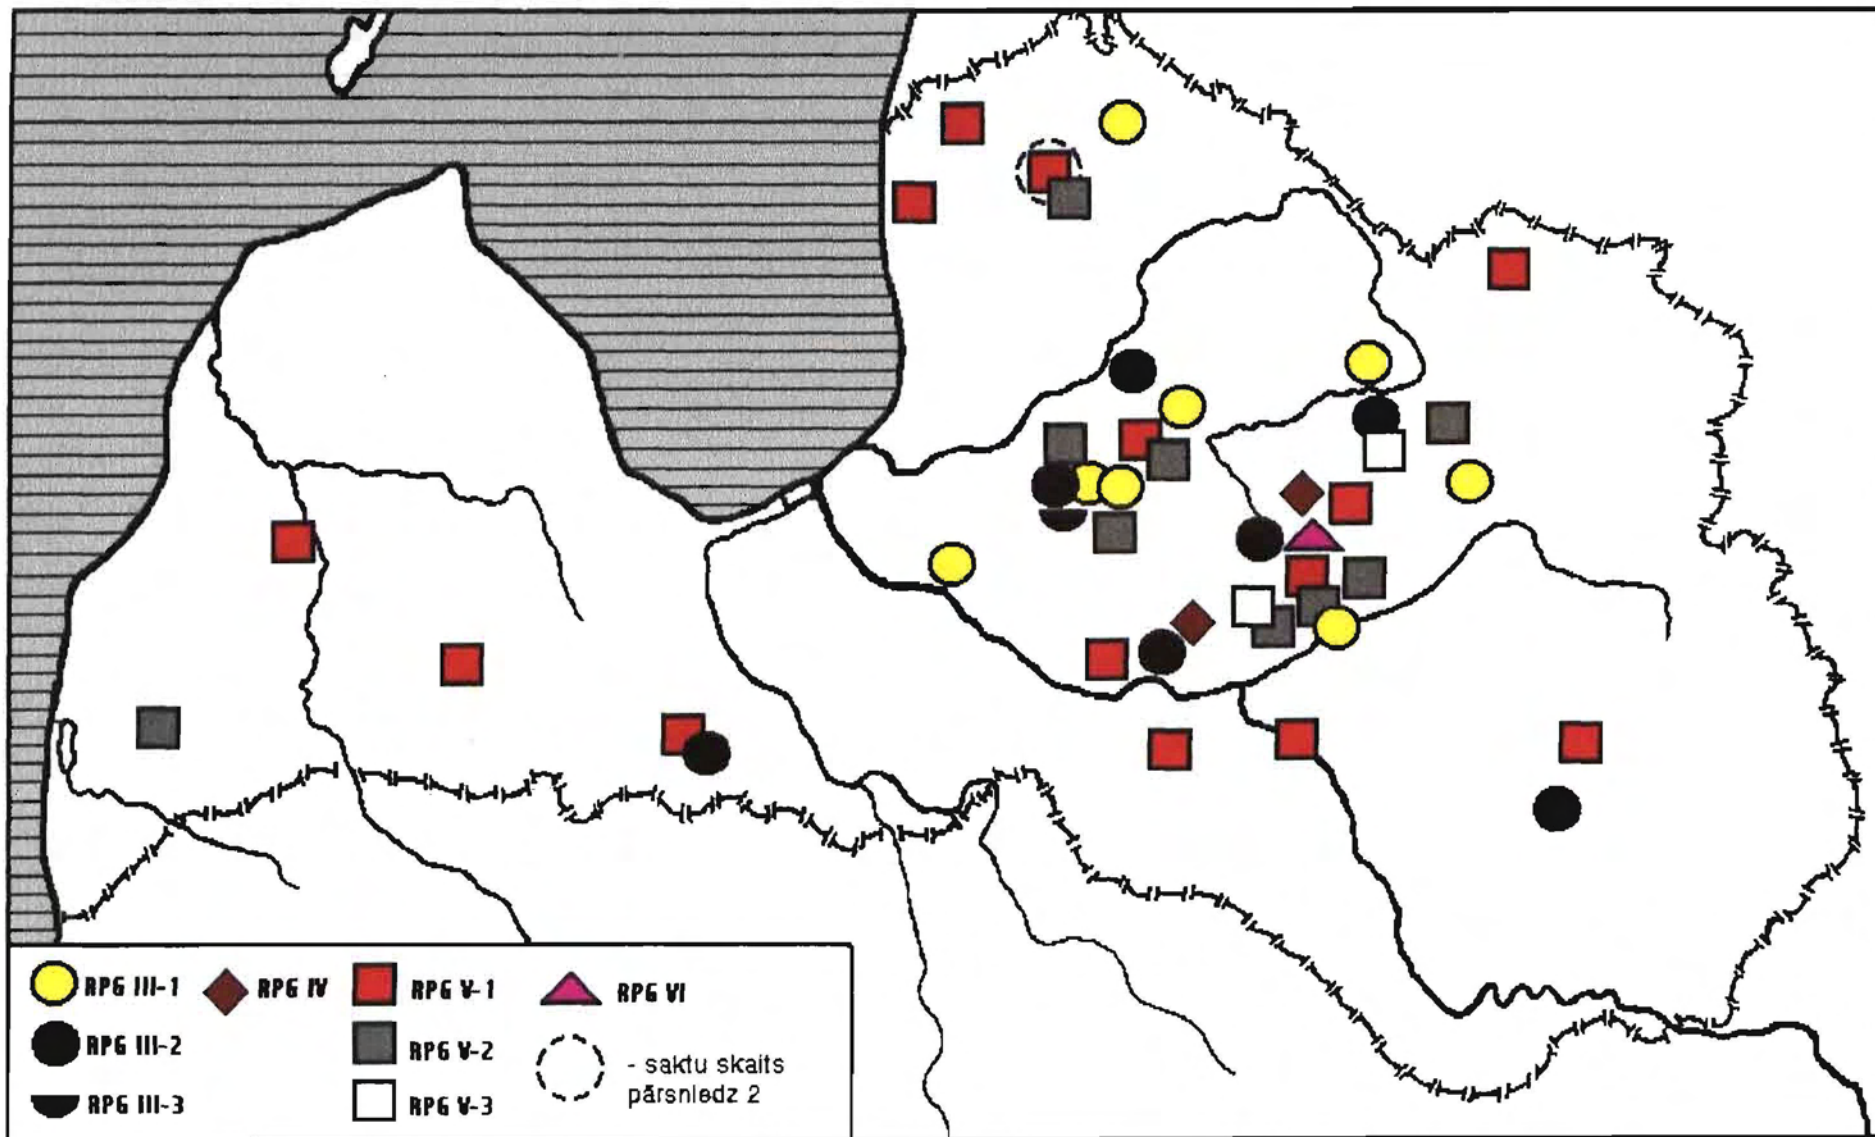 RPG III-1
RPG IV
RPG V-1
RPG VI
RPG III-2
RPG V-2
- saktu skaits
pārsniedz 2
RPG III-3
RPG V-3